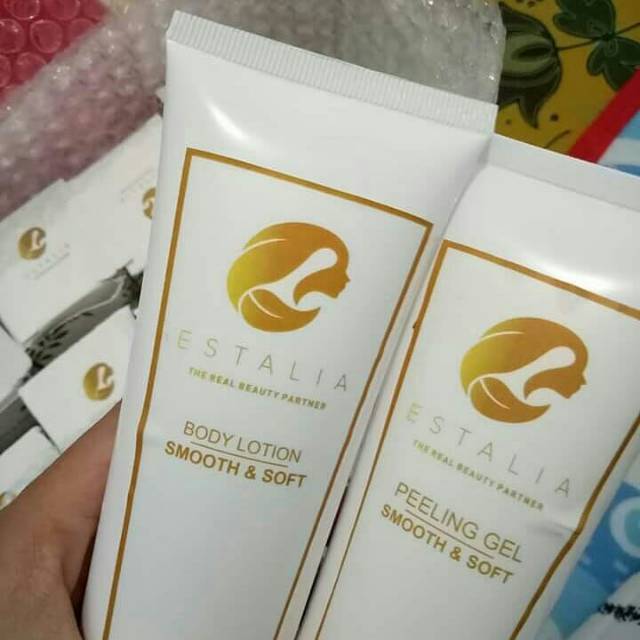 ESTALIA
THE REAL BEAUTY PARTNER
BODY LOTION
SMOOTH & SOFT
ESTALIA
THE REAL BEAUTY PARTNER
PEELING GEL
SMOOTH & SOFT